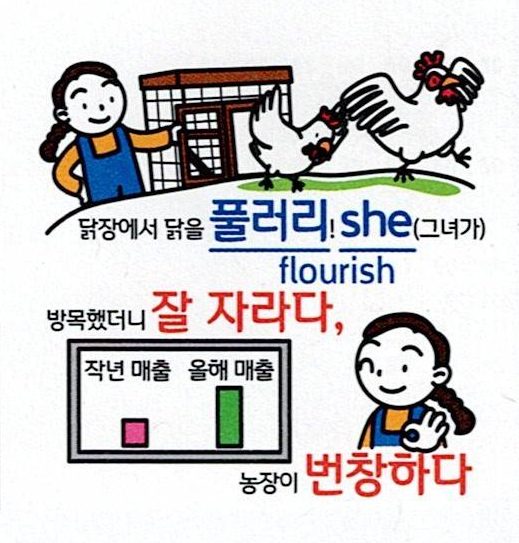 닭장에서 닭을 풀러리! she(그녀가)
flourish
방목했더니 잘 자라다,
작년 매출 올해 매출
농장이 번창하다